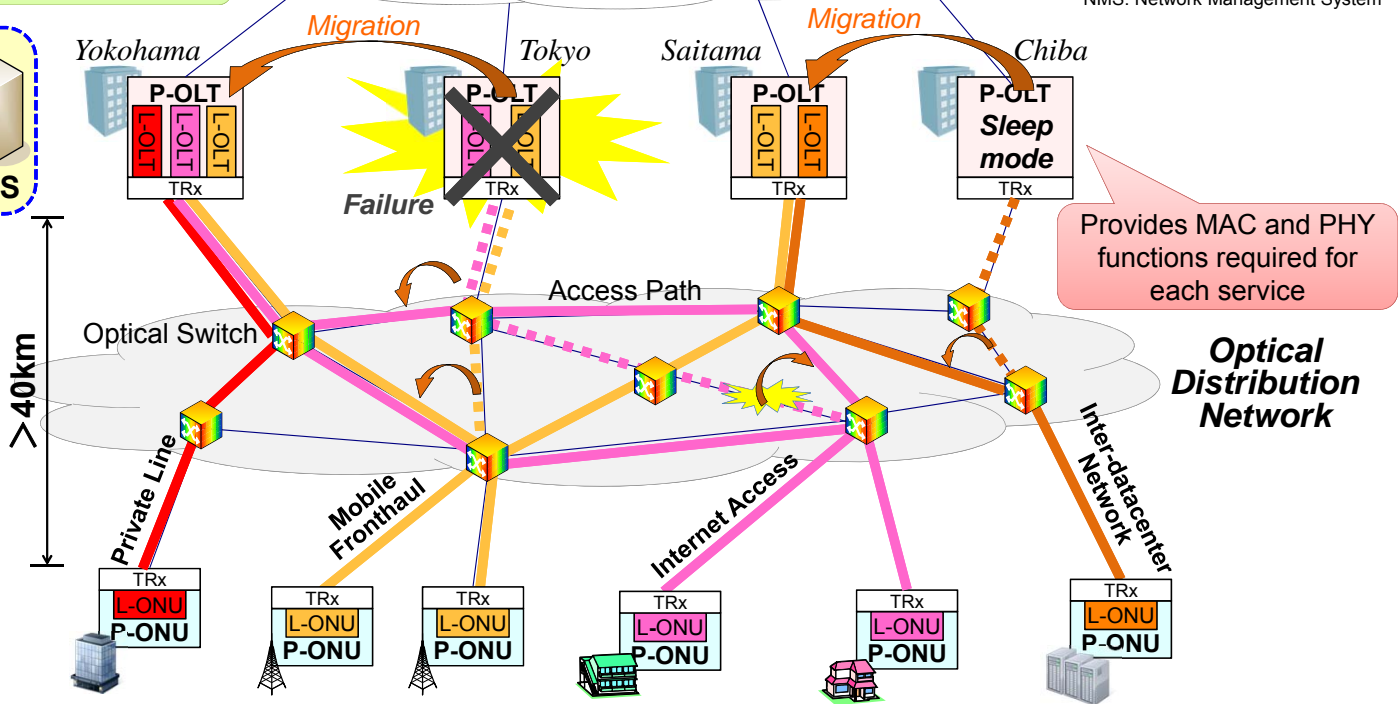 NMS: Network Management System
Migration
Migration
Yokohama
Tokyo
Saitama
Chiba
P-OLT
L-OLT
L-OLT
L-OLT
TRx
P-OLT
L-OLT
L-OLT
TRx
P-OLT
L-OLT
L-OLT
TRx
P-OLT
Sleep
mode
TRx
S
Failure
Provides MAC and PHY
functions required for
each service
>40km
Access Path
Optical Switch
Optical
Distribution
Network
Private Line
Mobile
Fronthaul
Internet Access
Inter-datacenter
Network
TRx
L-ONU
P-ONU
TRx
L-ONU
P-ONU
TRx
L-ONU
P-ONU
TRx
L-ONU
P-ONU
TRx
L-ONU
P-ONU
TRx
L-ONU
P-ONU